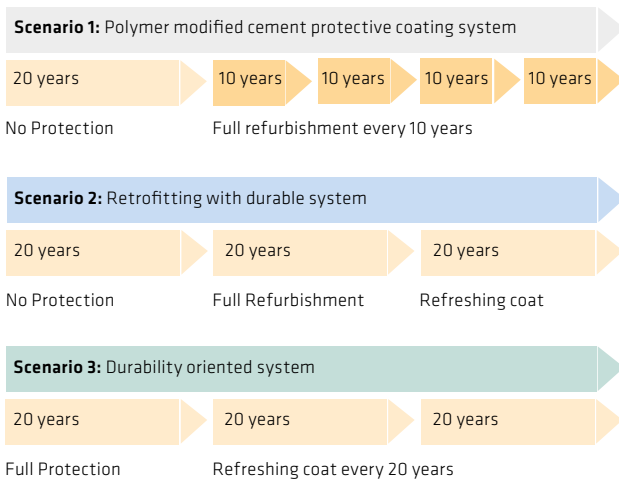 Scenario 1: Polymer modified cement protective coating system
20 years 10 years 10 years 10 years 10 years
No Protection Full refurbishment every 10 years
Scenario 2: Retrofitting with durable system
20 years 20 years 20 years
No Protection Full Refurbishment Refreshing coat
Scenario 3: Durability oriented system
20 years 20 years 20 years
Full Protection Refreshing coat every 20 years